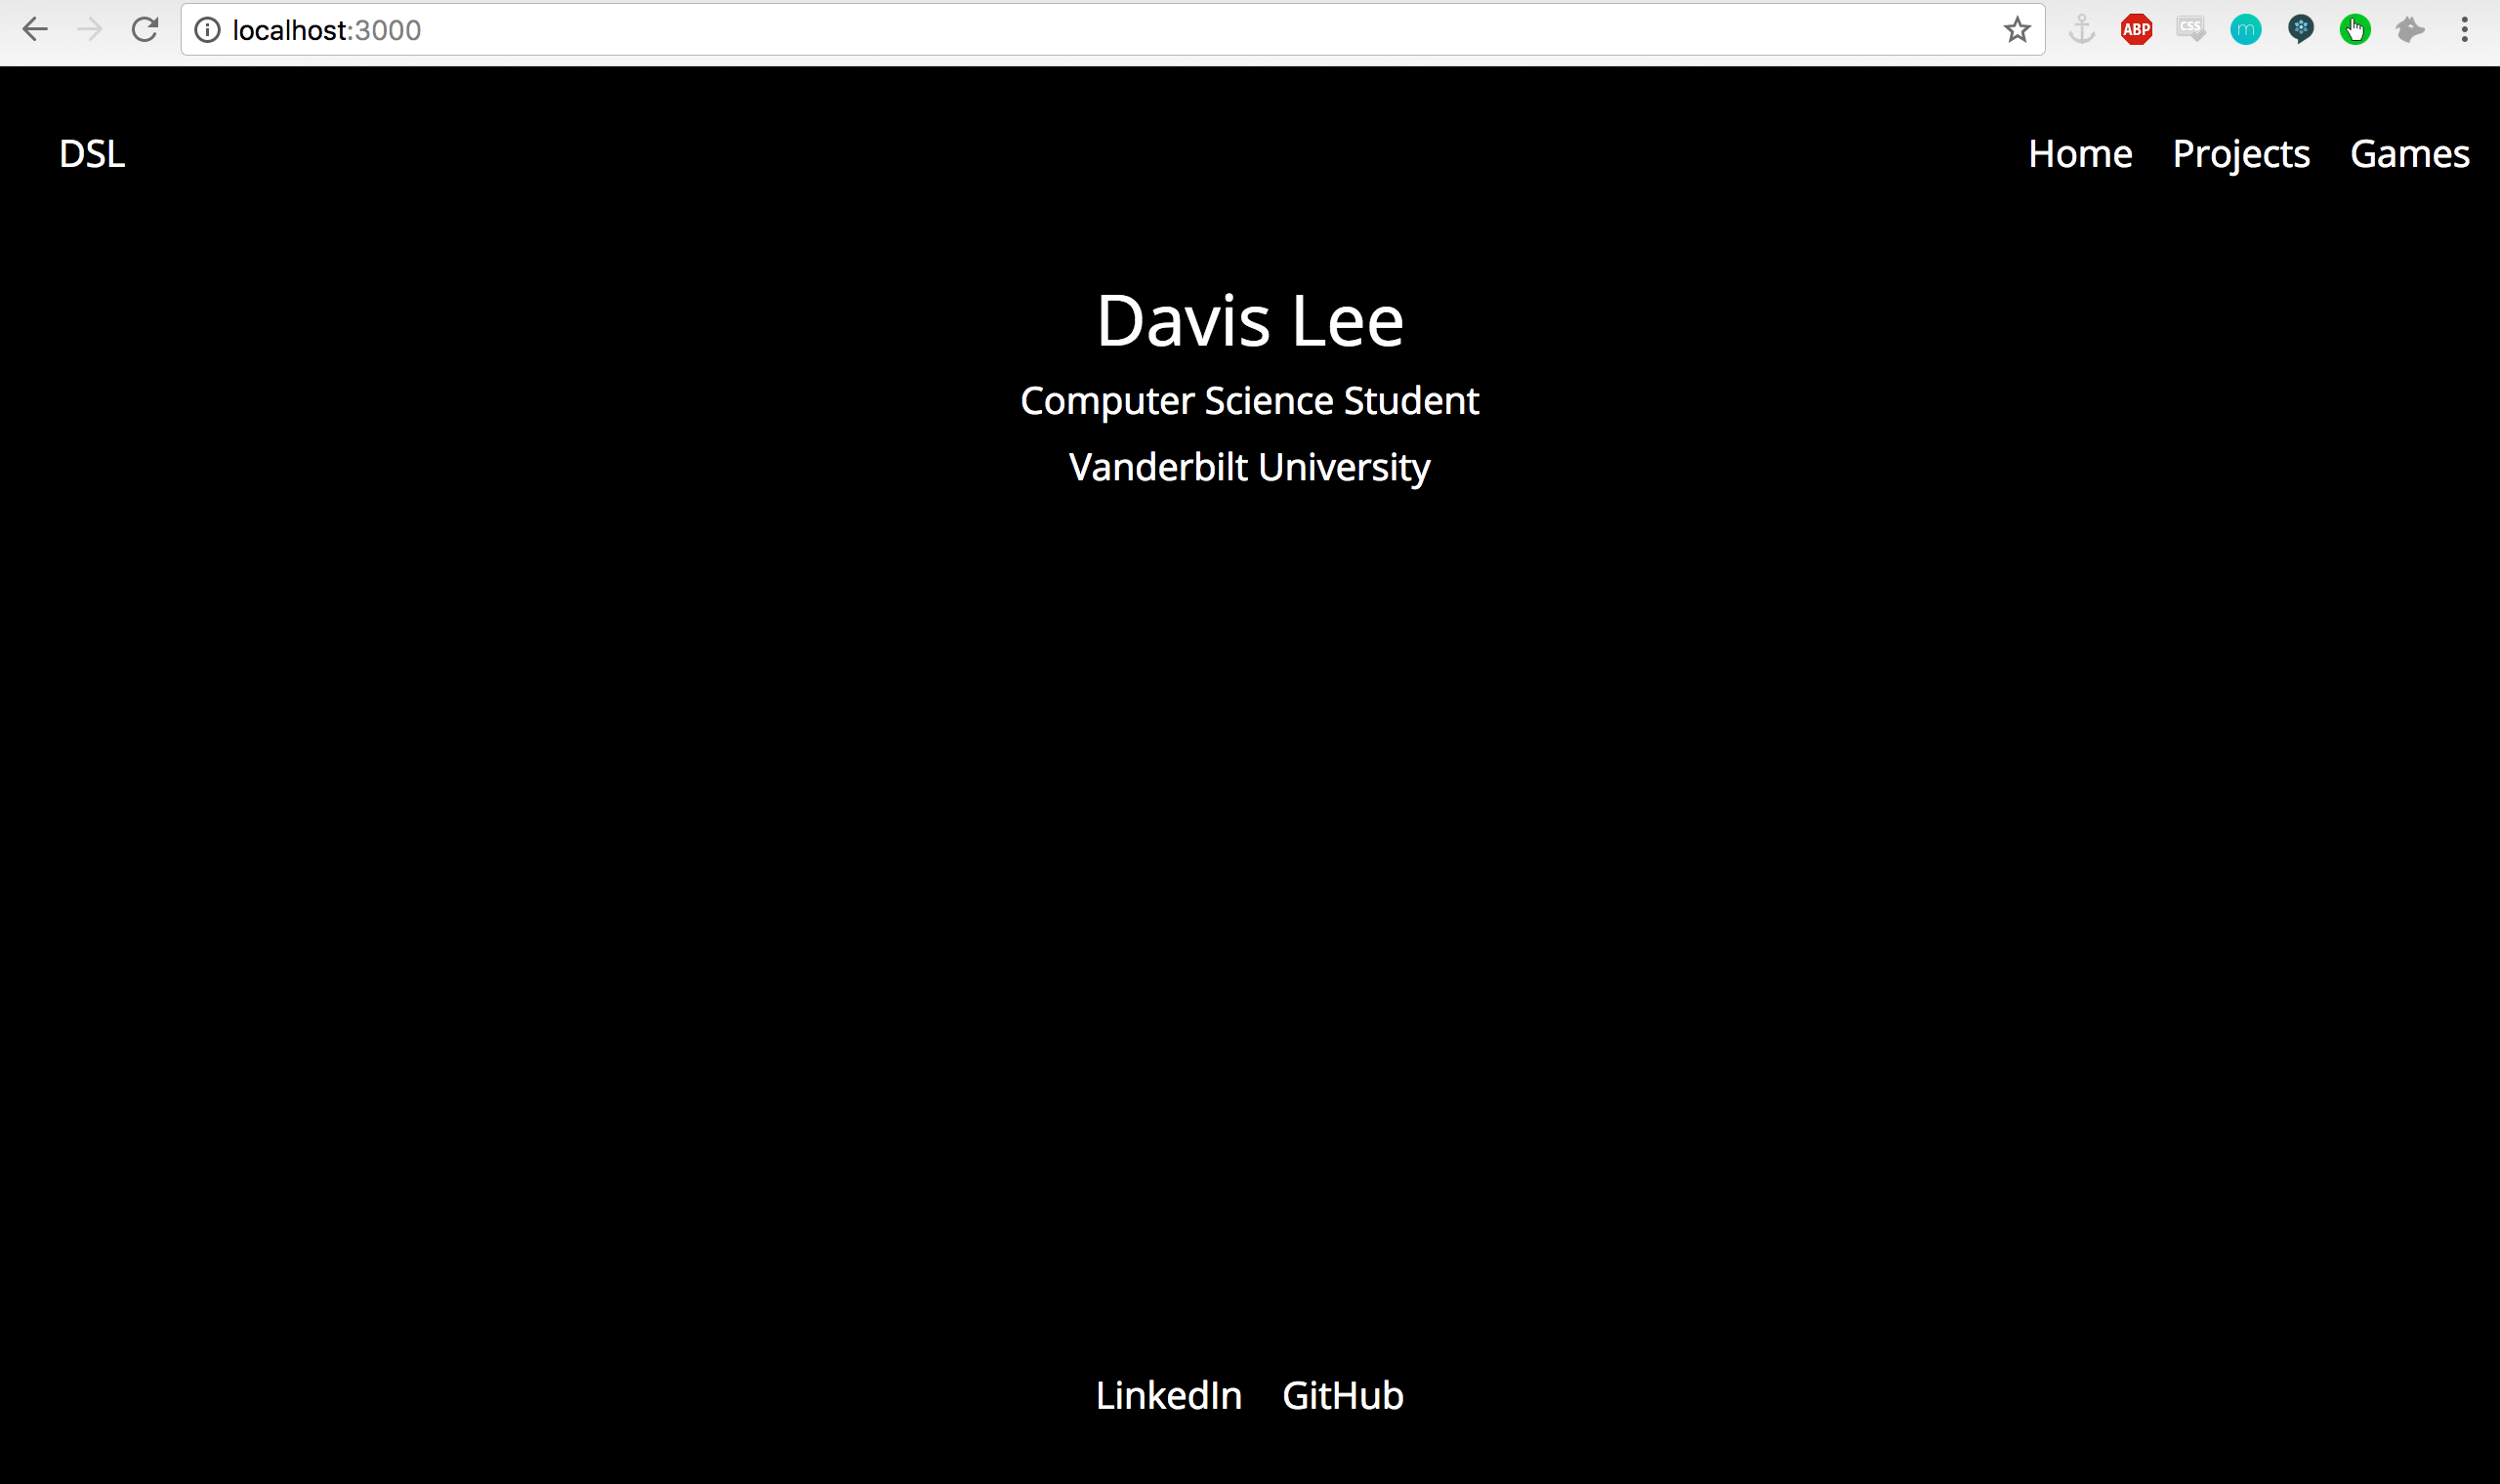 localhost:3000
ABP CSS m
DSL Home Projects Games
Davis Lee
Computer Science Student
Vanderbilt University
LinkedIn GitHub